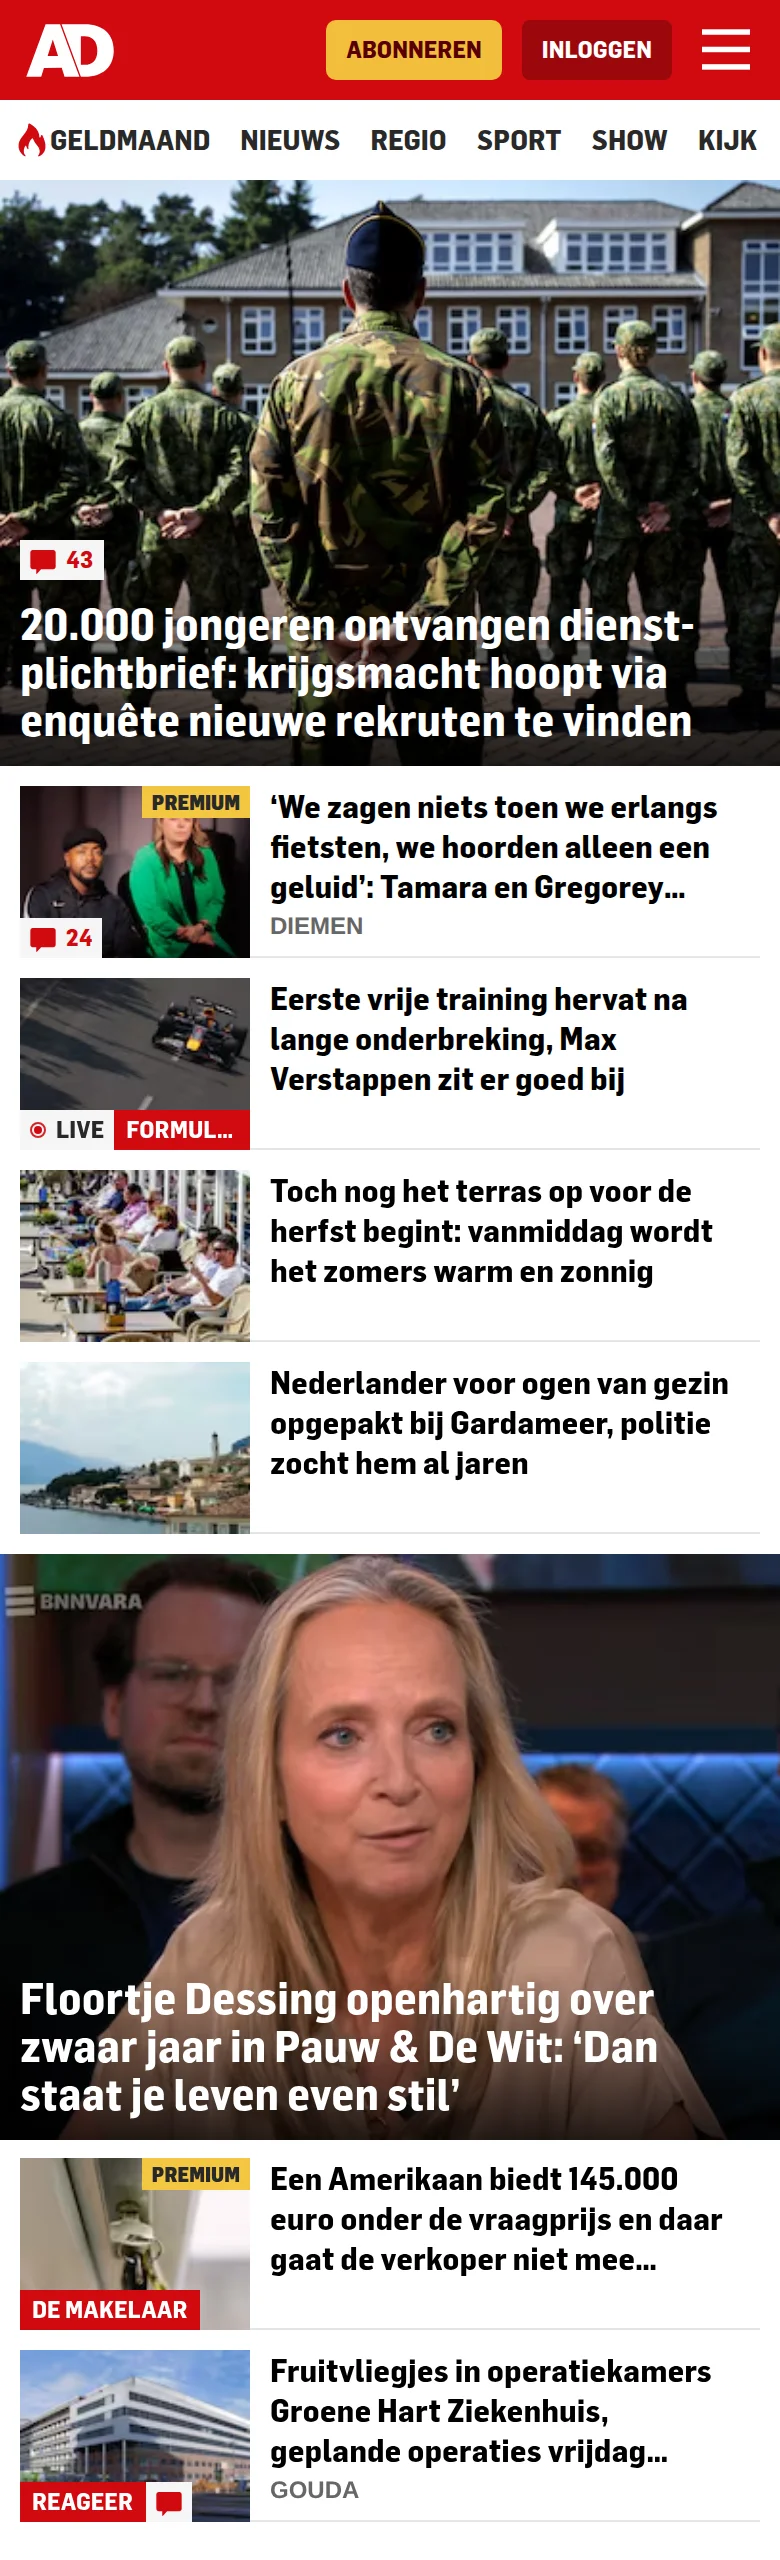 AD
ABONNEREN
INLOGGEN
GELDMAAND NIEUWS REGIO SPORT SHOW KIJK
43
20.000 jongeren ontvangen dienst-
plichtbrief: krijgsmacht hoopt via
enquête nieuwe rekruten te vinden
PREMIUM
24
‘We zagen niets toen we erlangs
fietsten, we hoorden alleen een
geluid’: Tamara en Gregorey...
DIEMEN
LIVE FORMUL...
Eerste vrije training hervat na
lange onderbreking, Max
Verstappen zit er goed bij
Toch nog het terras op voor de
herfst begint: vanmiddag wordt
het zomers warm en zonnig
Nederlander voor ogen van gezin
opgepakt bij Gardameer, politie
zocht hem al jaren
BNNVARA
Floortje Dessing openhartig over
zwaar jaar in Pauw & De Wit: ‘Dan
staat je leven even stil’
PREMIUM
DE MAKELAAR
Een Amerikaan biedt 145.000
euro onder de vraagprijs en daar
gaat de verkoper niet mee...
REAGEER
Fruitvliegjes in operatiekamers
Groene Hart Ziekenhuis,
geplande operaties vrijdag...
GOUDA